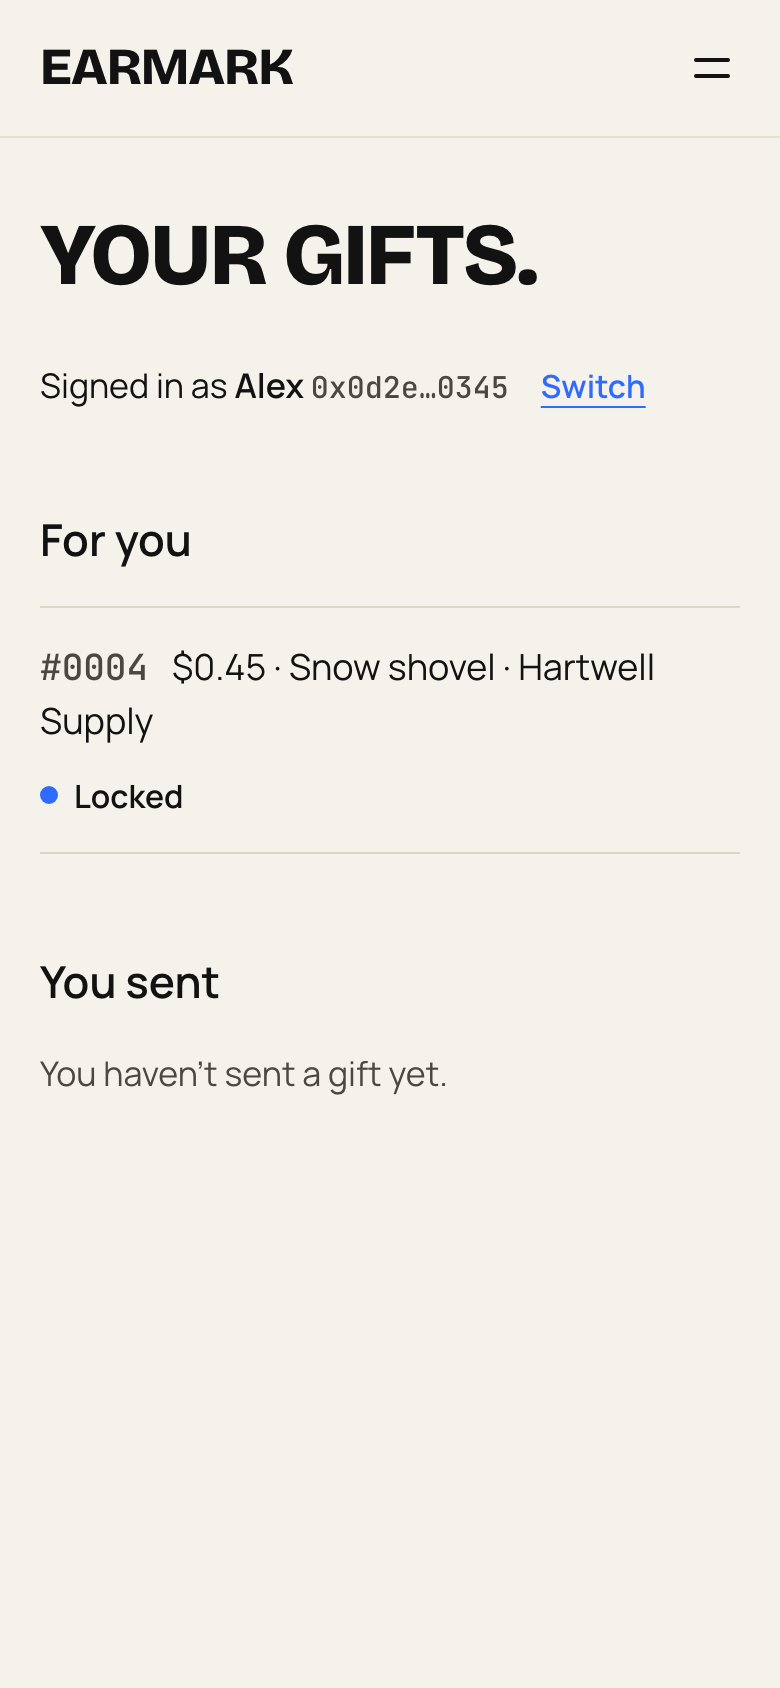 EARMARK
YOUR GIFTS.
Signed in as Alex 0x0d2e…0345 Switch
For you
#0004 $0.45 · Snow shovel · Hartwell
Supply
Locked
You sent
You haven’t sent a gift yet.